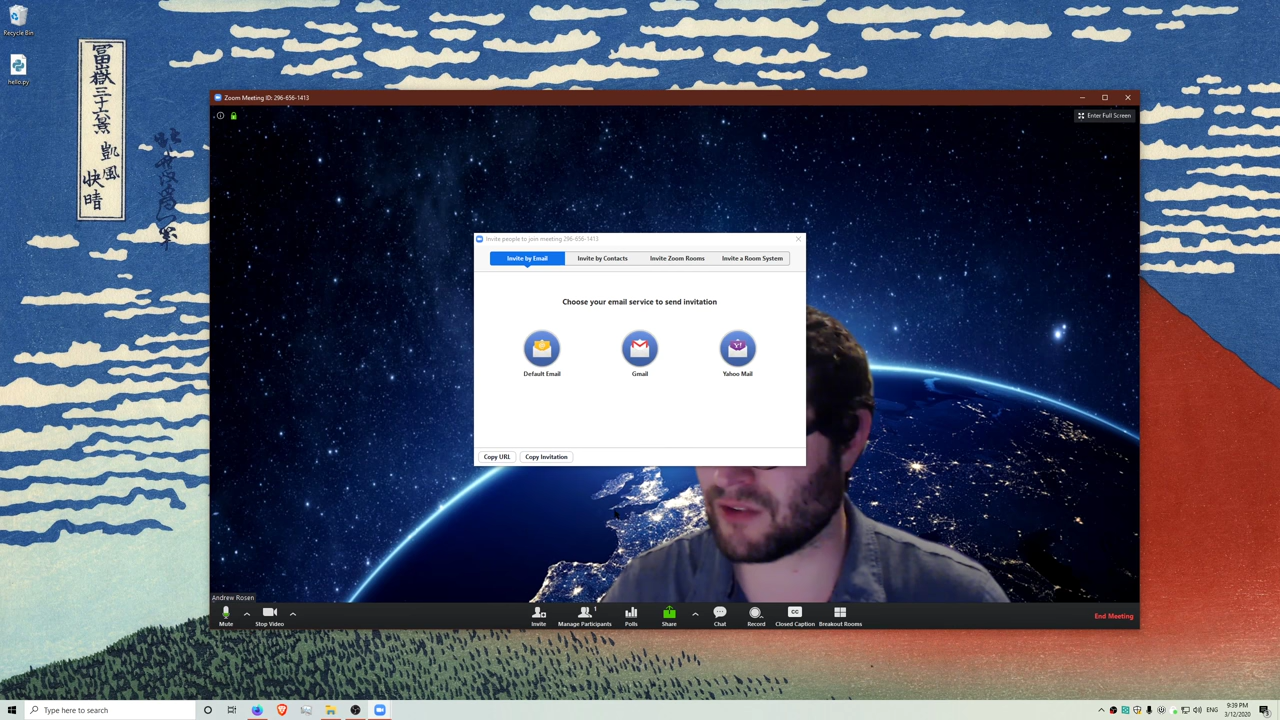 Recycle Bin
hello.py
冨嶽三十六景
凱風
快晴
Zoom Meeting ID: 296-656-1413
Enter Full Screen
Invite people to join meeting 296-656-1413
Invite by Email
Invite by Contacts
Invite Zoom Rooms
Invite a Room System
Choose your email service to send invitation
Default Email
Gmail
Yahoo Mail
Copy URL
Copy Invitation
Andrew Rosen
Mute
Stop Video
Invite
1
Manage Participants
Polls
Share
Chat
Record
CC
Closed Caption
Breakout Rooms
End Meeting
Type here to search
ENG
9:39 PM
3/12/2020